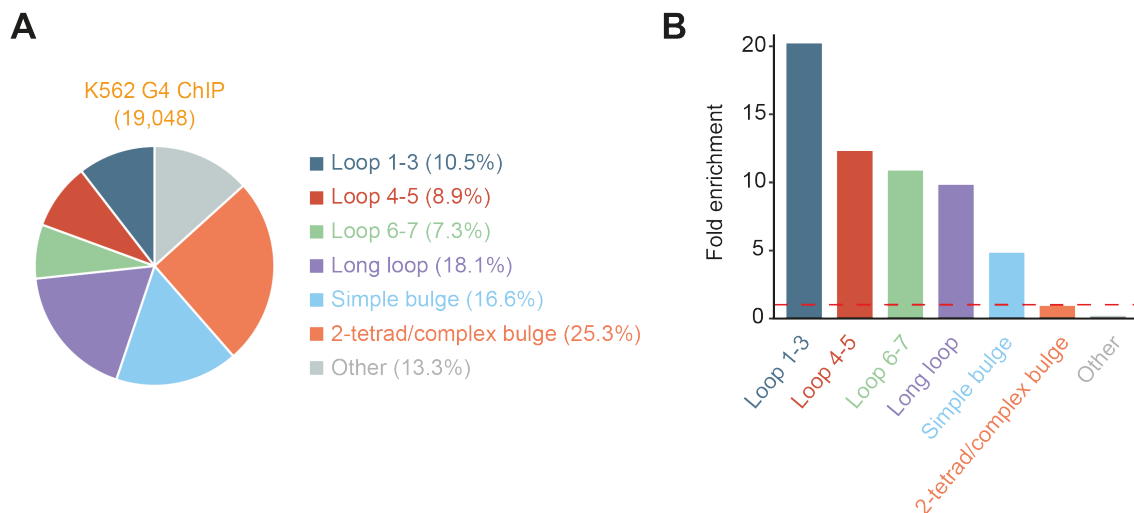 A
K562 G4 ChIP
(19,048)
Loop 1-3 (10.5%)
Loop 4-5 (8.9%)
Loop 6-7 (7.3%)
Long loop (18.1%)
Simple bulge (16.6%)
2-tetrad/complex bulge (25.3%)
Other (13.3%)
B
Fold enrichment
20
15
10
5
0
Loop 1-3
Loop 4-5
Loop 6-7
Long loop
Simple bulge
2-tetrad/complex bulge
Other